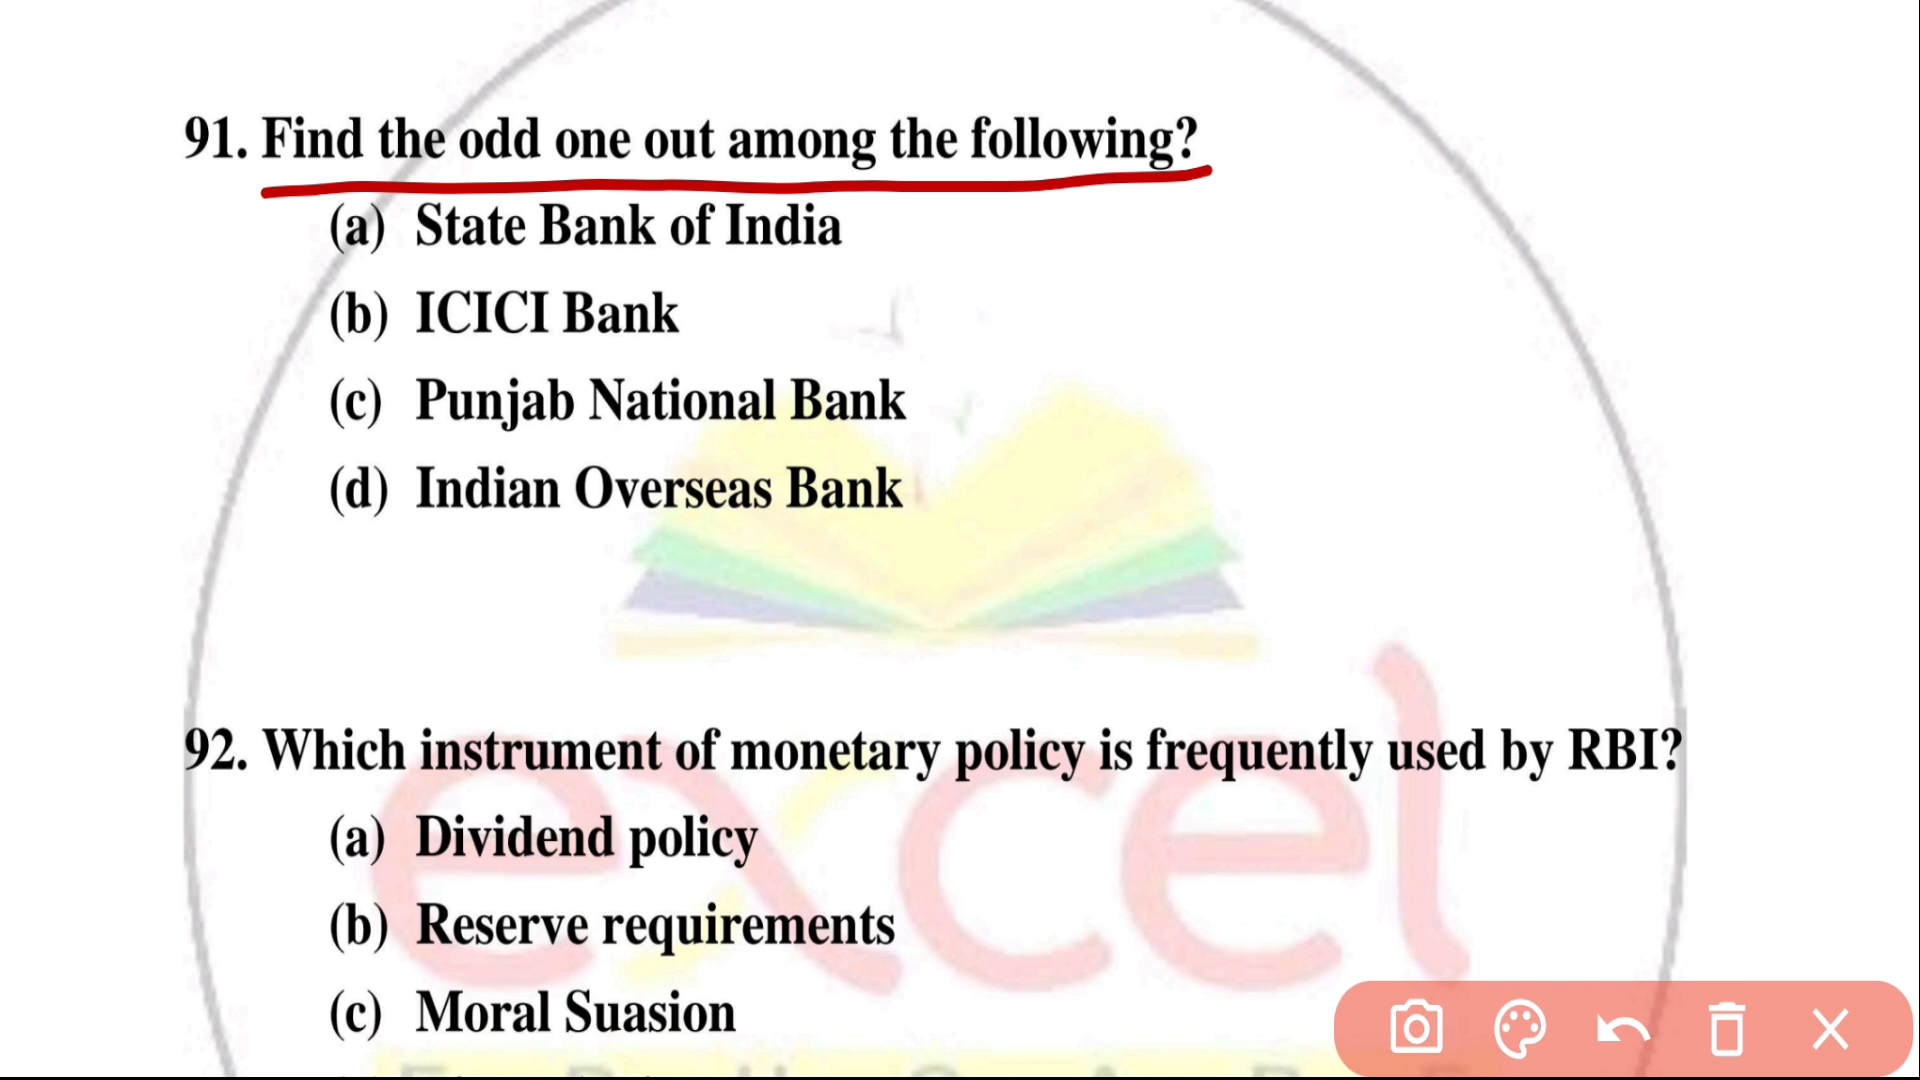 91. Find the odd one out among the following?
(a) State Bank of India
(b) ICICI Bank
(c) Punjab National Bank
(d) Indian Overseas Bank
92. Which instrument of monetary policy is frequently used by RBI?
(a) Dividend policy
(b) Reserve requirements
(c) Moral Suasion
excel